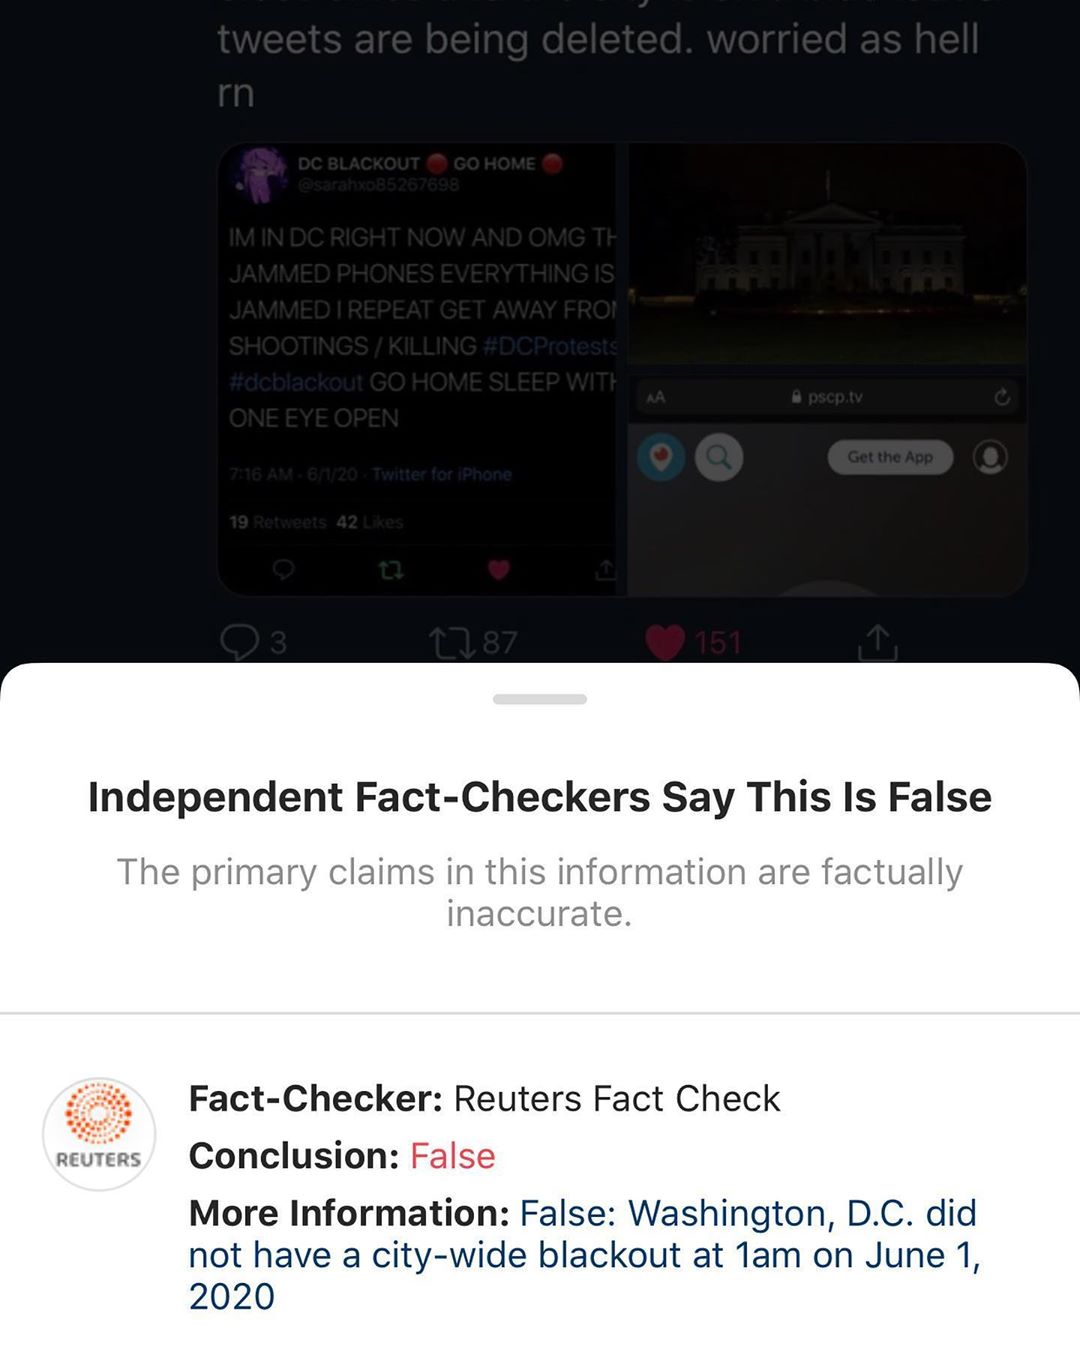 tweets are being deleted. worried as hell
rn
DC BLACKOUT 🔴 GO HOME 🔴
@sarahxo85267698
IM IN DC RIGHT NOW AND OMG TH
JAMMED PHONES EVERYTHING IS
JAMMED I REPEAT GET AWAY FROM
SHOOTINGS / KILLING #DCProtests
#dcblackout GO HOME SLEEP WITH
ONE EYE OPEN
7:16 AM · 6/1/20 · Twitter for iPhone
19 Retweets 42 Likes
AA pscp.tv
Get the App
3 87 151
Independent Fact-Checkers Say This Is False
The primary claims in this information are factually
inaccurate.
REUTERS
Fact-Checker: Reuters Fact Check
Conclusion: False
More Information: False: Washington, D.C. did
not have a city-wide blackout at 1am on June 1,
2020